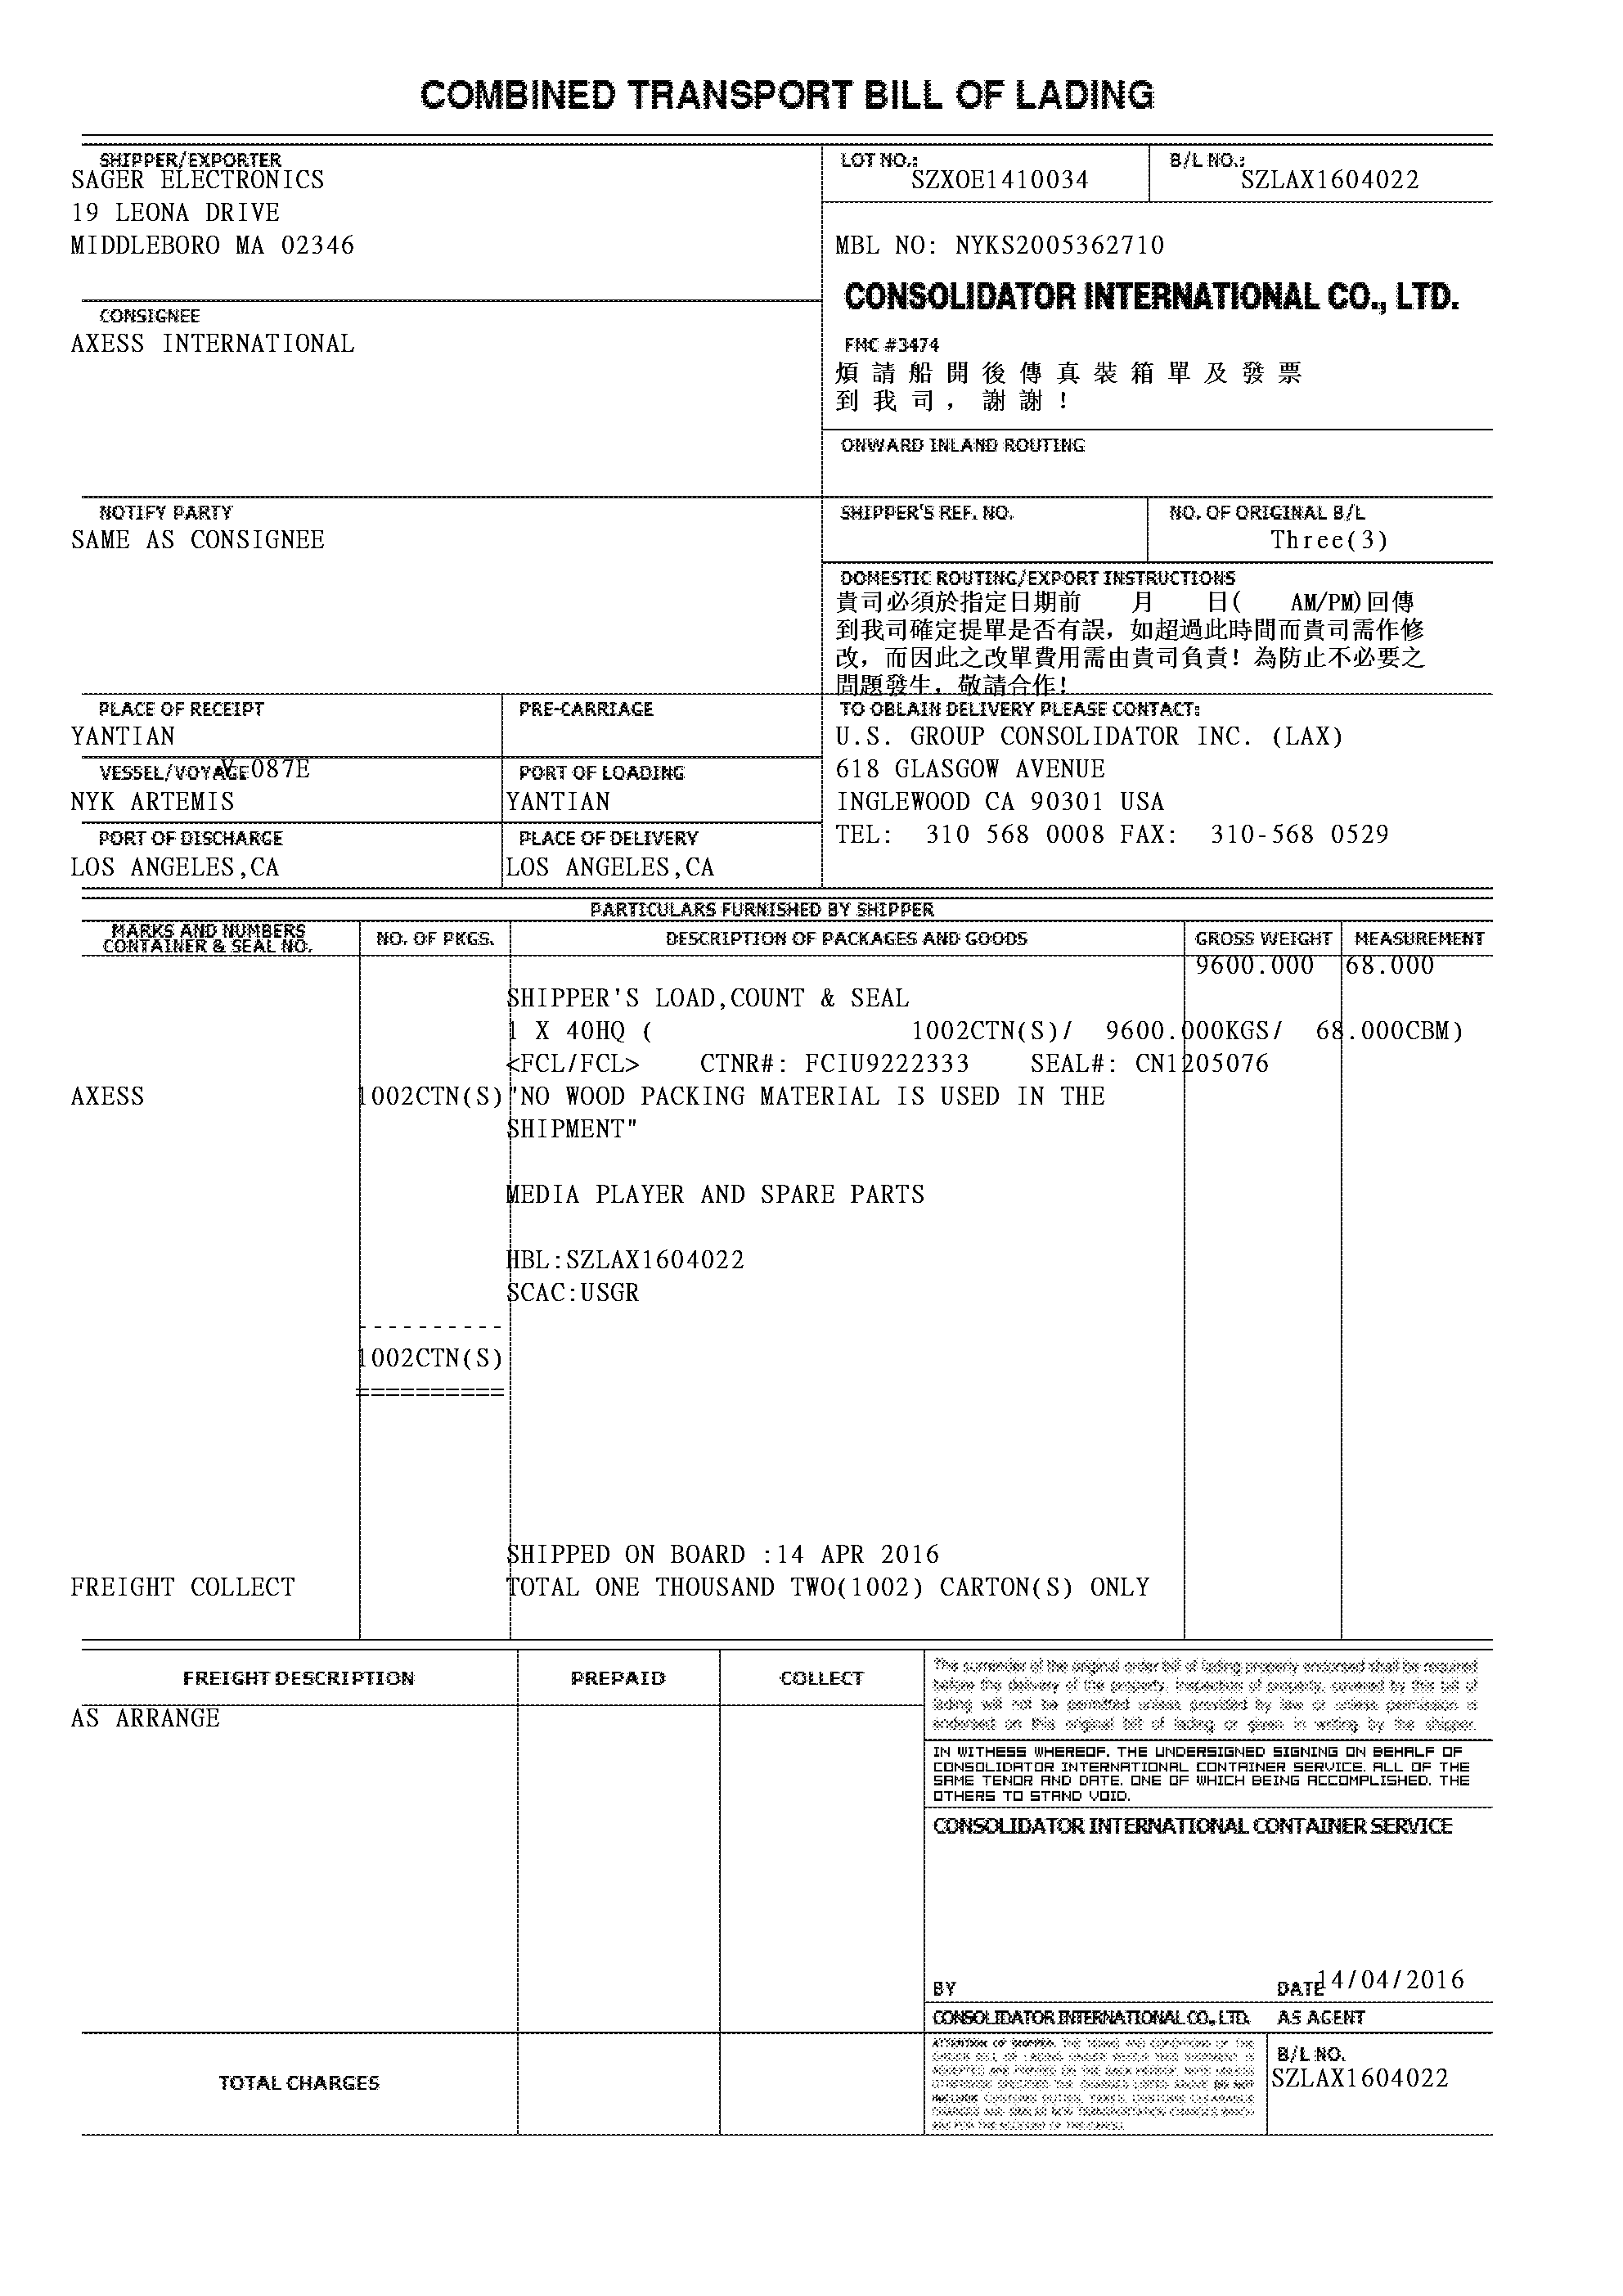 COMBINED TRANSPORT BILL OF LADING
SHIPPER/EXPORTER
SAGER ELECTRONICS
19 LEONA DRIVE
MIDDLEBORO MA 02346
LOT NO.:
SZXOE1410034
B/L NO.:
SZLAX1604022
MBL NO: NYKS2005362710
CONSOLIDATOR INTERNATIONAL CO., LTD.
FMC #3474
煩請船開後傳真裝箱單及發票
到我司，謝謝！
CONSIGNEE
AXESS INTERNATIONAL
ONWARD INLAND ROUTING
NOTIFY PARTY
SAME AS CONSIGNEE
SHIPPER'S REF. NO.
NO. OF ORIGINAL B/L
Three(3)
DOMESTIC ROUTING/EXPORT INSTRUCTIONS
貴司必須於指定日期前 月 日( AM/PM)回傳
到我司確定提單是否有誤，如超過此時間而貴司需作修
改，而因此之改單費用需由貴司負責！為防止不必要之
問題發生，敬請合作！
PLACE OF RECEIPT
YANTIAN
PRE-CARRIAGE
VESSEL/VOYAGE V. 087E
NYK ARTEMIS
PORT OF LOADING
YANTIAN
PORT OF DISCHARGE
LOS ANGELES,CA
PLACE OF DELIVERY
LOS ANGELES,CA
TO OBLAIN DELIVERY PLEASE CONTACT:
U.S. GROUP CONSOLIDATOR INC. (LAX)
618 GLASGOW AVENUE
INGLEWOOD CA 90301 USA
TEL: 310 568 0008 FAX: 310-568 0529
PARTICULARS FURNISHED BY SHIPPER
MARKS AND NUMBERS
CONTAINER & SEAL NO.
NO. OF PKGS.
DESCRIPTION OF PACKAGES AND GOODS
GROSS WEIGHT
MEASUREMENT
9600.000 68.000
SHIPPER'S LOAD,COUNT & SEAL
1 X 40HQ ( 1002CTN(S)/ 9600.000KGS/ 68.000CBM)
<FCL/FCL> CTNR#: FCIU9222333 SEAL#: CN1205076
AXESS 1002CTN(S) "NO WOOD PACKING MATERIAL IS USED IN THE
SHIPMENT"
MEDIA PLAYER AND SPARE PARTS
HBL:SZLAX1604022
SCAC:USGR
----------
1002CTN(S)
==========
SHIPPED ON BOARD :14 APR 2016
FREIGHT COLLECT TOTAL ONE THOUSAND TWO(1002) CARTON(S) ONLY
FREIGHT DESCRIPTION
PREPAID
COLLECT
AS ARRANGE
The surrender of the original order bill of lading properly endorsed shall be required
before the delivery of the property. Inspection of property covered by this bill of
lading will not be permitted unless provided by law or unless permission is
endorsed on this original bill of lading or given in writing by the shipper.
IN WITHESS WHEREOF, THE UNDERSIGNED SIGNING ON BEHALF OF
CONSOLIDATOR INTERNATIONAL CONTAINER SERVICE. ALL OF THE
SAME TENOR AND DATE. ONE OF WHICH BEING ACCOMPLISHED, THE
OTHERS TO STAND VOID.
CONSOLIDATOR INTERNATIONAL CONTAINER SERVICE
BY
DATE 14/04/2016
CONSOLIDATOR INTERNATIONAL CO., LTD. AS AGENT
TOTAL CHARGES
B/L NO.
SZLAX1604022